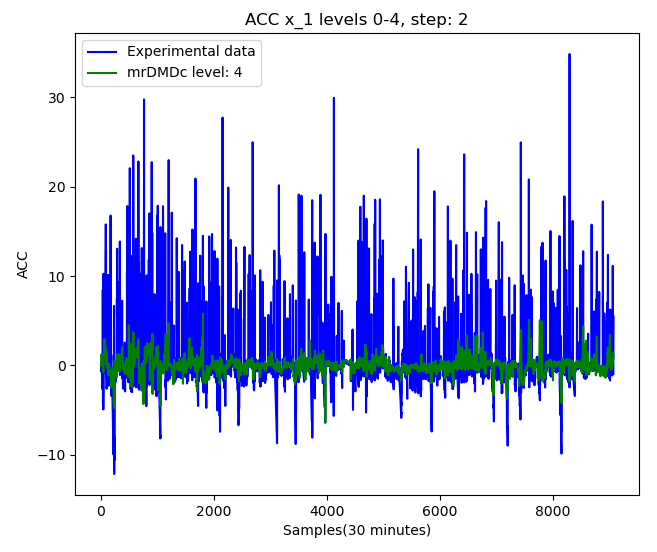 ACC x_1 levels 0-4, step: 2
Experimental data
mrDMDc level: 4
30
20
10
0
−10
ACC
0
2000
4000
6000
8000
Samples(30 minutes)